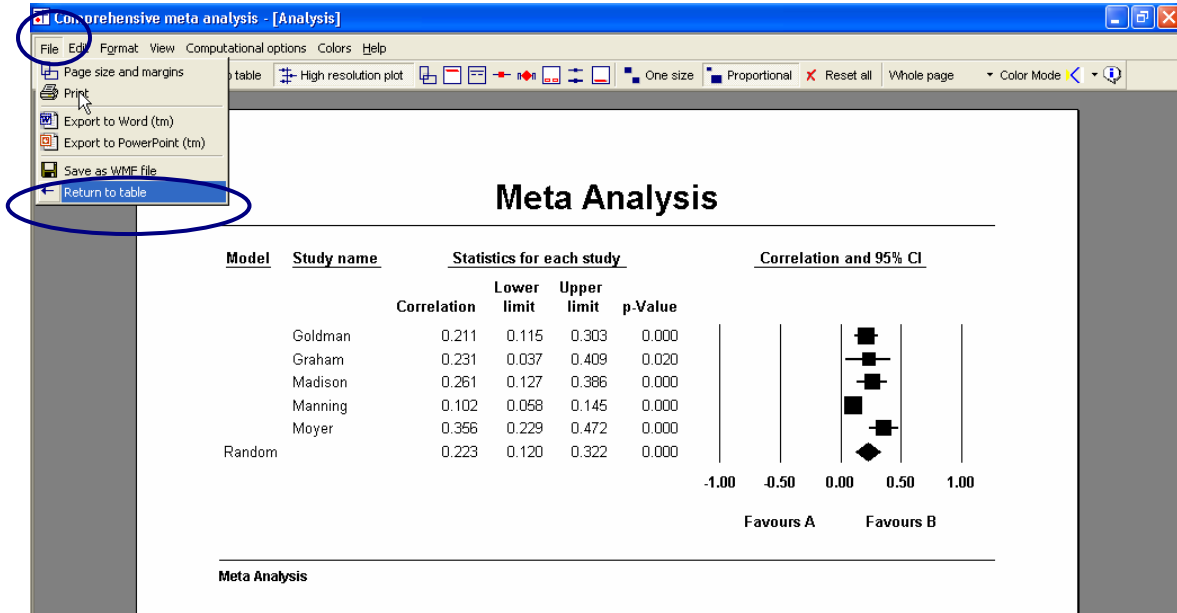 Comprehensive meta analysis - [Analysis]
File Edit Format View Computational options Colors Help
table High resolution plot One size Proportional Reset all Whole page Color Mode
Page size and margins
Print
Export to Word (tm)
Export to PowerPoint (tm)
Save as WMF file
Return to table
Meta Analysis
Model Study name Statistics for each study Correlation and 95% CI
Lower Upper
Correlation limit limit p-Value
Goldman 0.211 0.115 0.303 0.000
Graham 0.231 0.037 0.409 0.020
Madison 0.261 0.127 0.386 0.000
Manning 0.102 0.058 0.145 0.000
Moyer 0.356 0.229 0.472 0.000
Random 0.223 0.120 0.322 0.000
-1.00 -0.50 0.00 0.50 1.00
Favours A Favours B
Meta Analysis